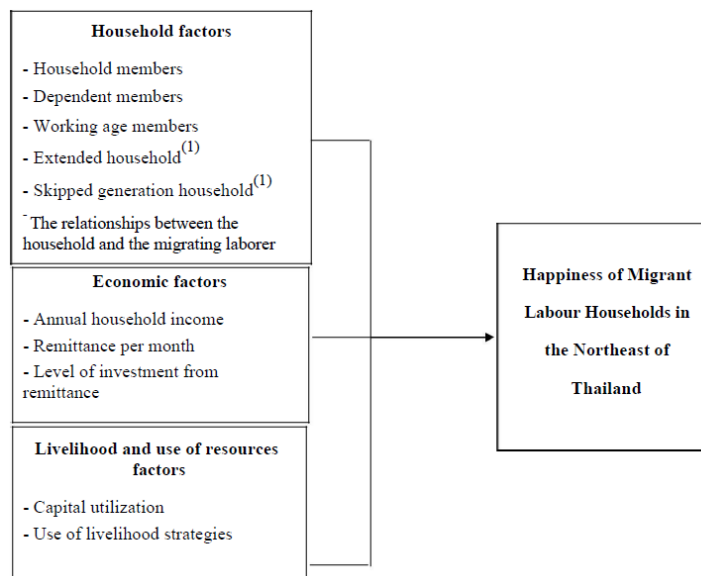 Household factors
- Household members
- Dependent members
- Working age members
- Extended household(1)
- Skipped generation household(1)
- The relationships between the
household and the migrating laborer
Economic factors
- Annual household income
- Remittance per month
- Level of investment from
remittance
Livelihood and use of resources
factors
- Capital utilization
- Use of livelihood strategies
Happiness of Migrant
Labour Households in
the Northeast of
Thailand